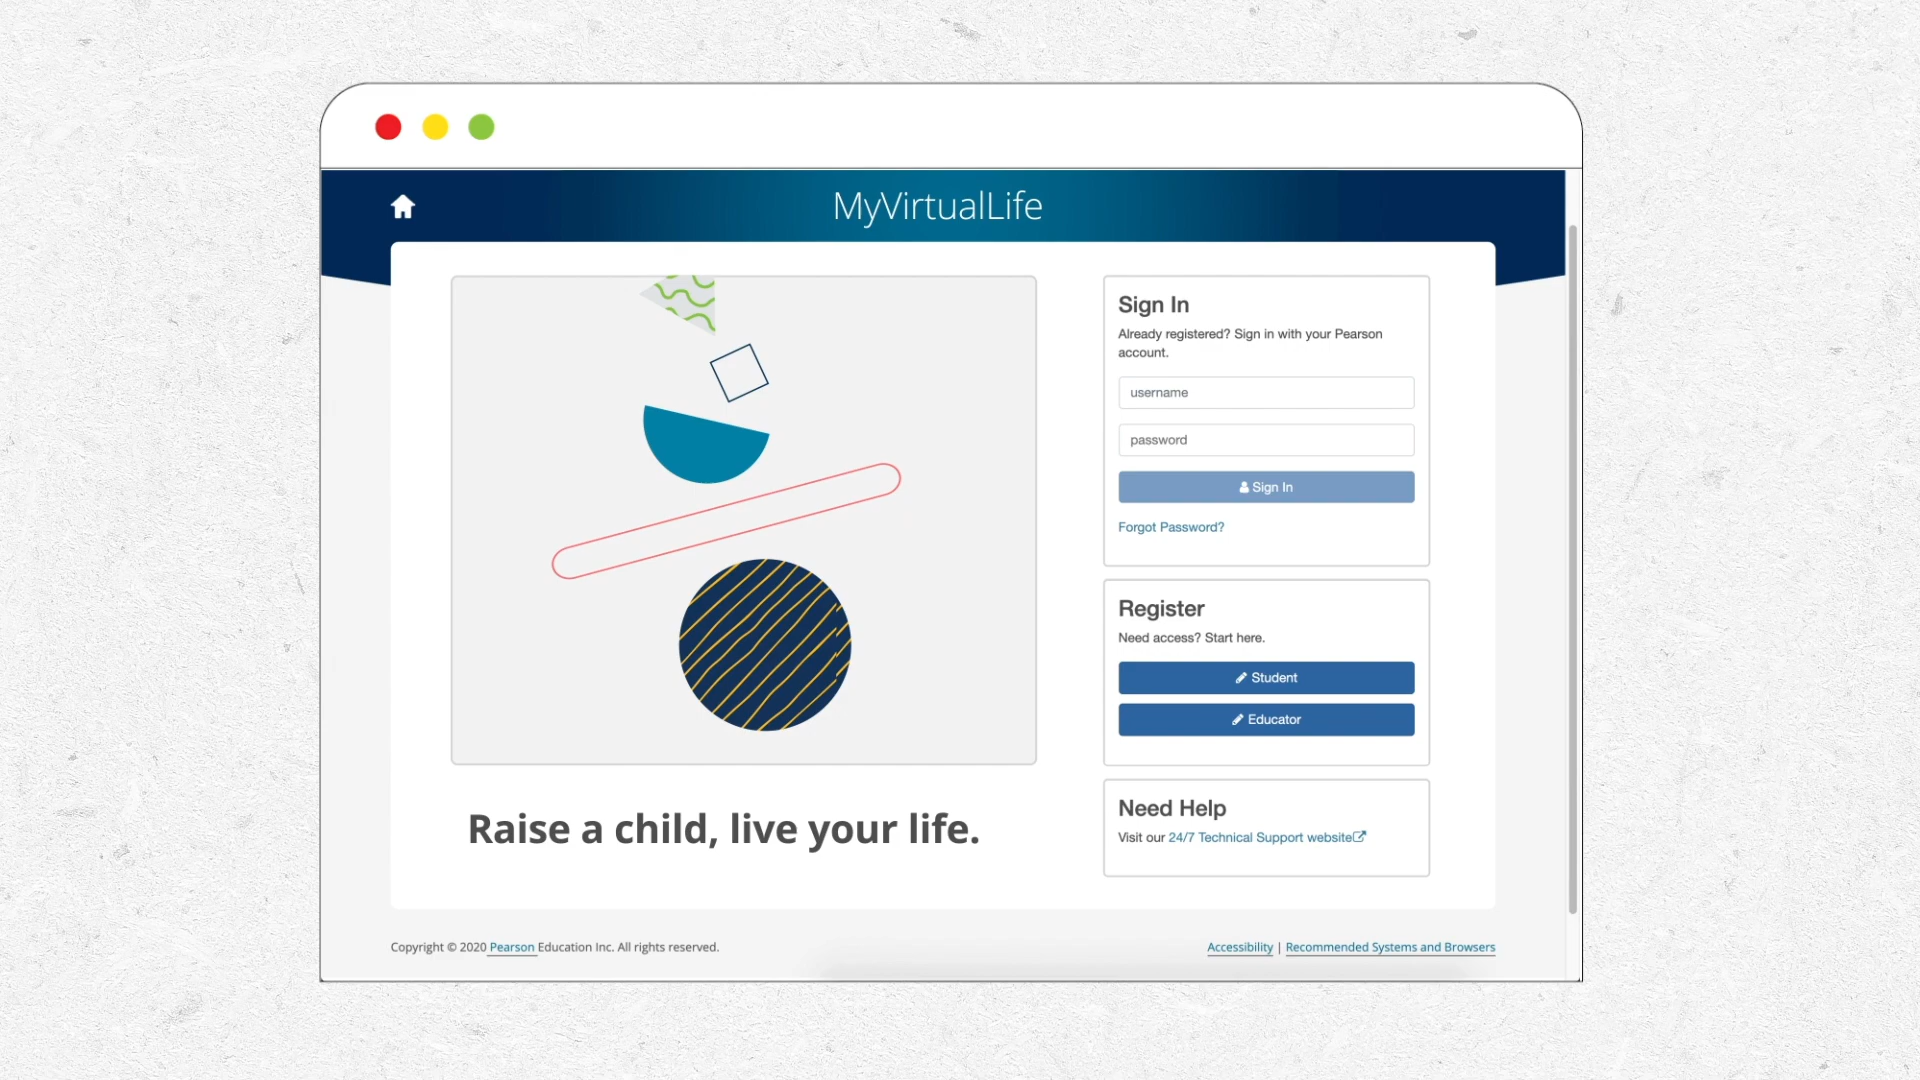 MyVirtualLife
Raise a child, live your life.
Sign In
Already registered? Sign in with your Pearson
account.
username
password
Sign In
Forgot Password?
Register
Need access? Start here.
Student
Educator
Need Help
Visit our 24/7 Technical Support website
Copyright © 2020 Pearson Education Inc. All rights reserved.
Accessibility | Recommended Systems and Browsers